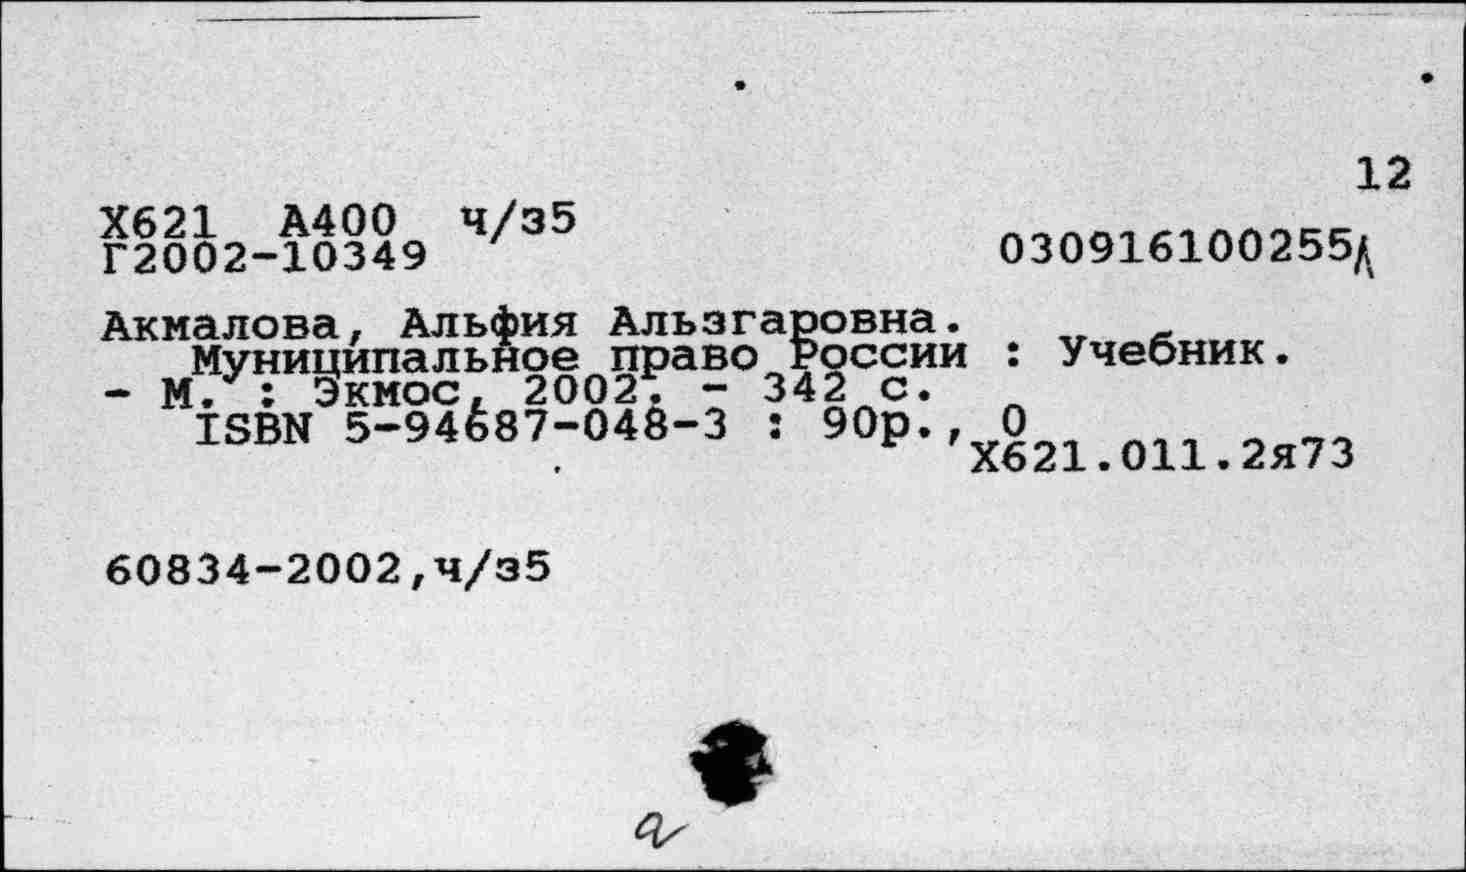 12
Х621 А400 ч/з5
Г2002-10349
030916100255Д
Акмалова, Альфия Альзгаровна.
Муниципальное право России : Учебник.
- М. : Экмос, 2002. - 342 с.
ISBN 5-94687-048-3 : 90р., 0
Х621.011.2я73
60834-2002,ч/з5